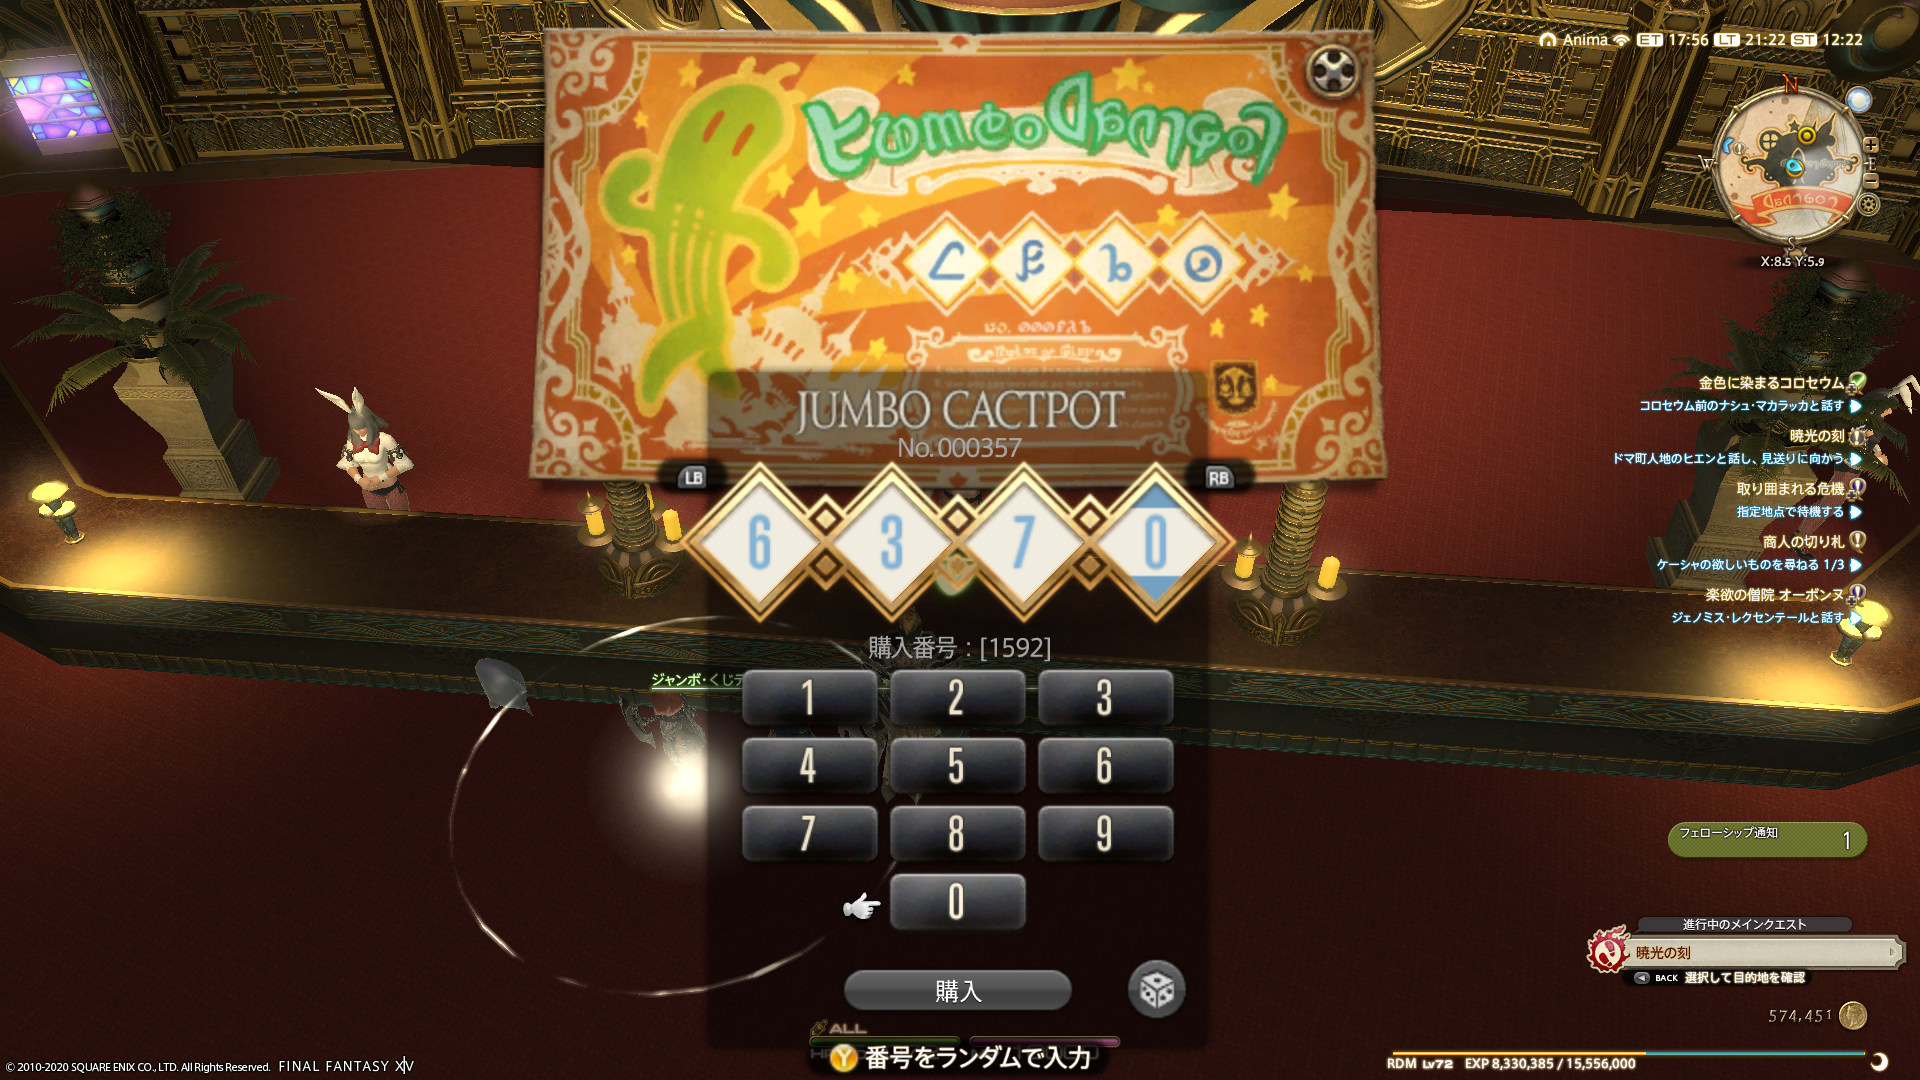 Anima ET 17:56 LT 21:22 ST 12:22
N
X:8.5 Y:5.9
JUMBO CACTPOT
No.000357
LB
RB
6 3 7 0
購入番号：[1592]
ジャンボ・くじテ
1 2 3
4 5 6
7 8 9
0
購入
ALL
Y 番号をランダムで入力
金色に染まるコロセウム
コロセウム前のナシュ・マカラッカと話す
暁光の刻
ドマ町人地のヒエンと話し、見送りに向かう
取り囲まれる危機
指定地点で待機する
商人の切り札
ケーシャの欲しいものを尋ねる 1/3
楽欲の僧院 オーボンヌ
ジェノミス・レクセンテールと話す
フェローシップ通知 1
進行中のメインクエスト
暁光の刻
BACK 選択して目的地を確認
574,451
RDM Lv72 EXP 8,330,385 / 15,556,000
© 2010-2020 SQUARE ENIX CO., LTD. All Rights Reserved. FINAL FANTASY XIV